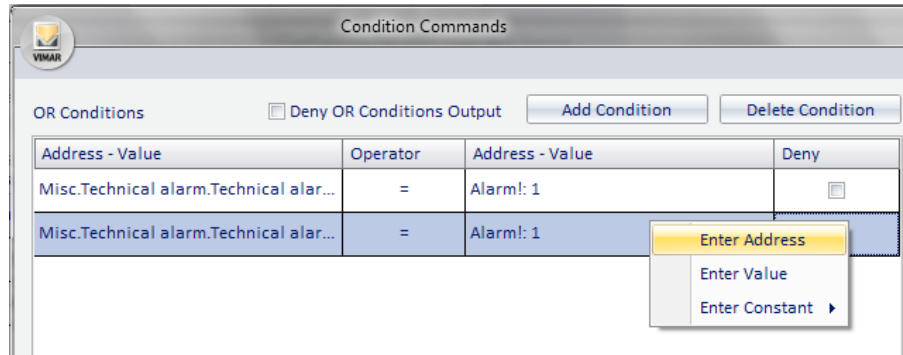 Condition Commands
VIMAR
OR Conditions Deny OR Conditions Output Add Condition Delete Condition
Address - Value Operator Address - Value Deny
Misc.Technical alarm.Technical alar... = Alarm!: 1
Misc.Technical alarm.Technical alar... = Alarm!: 1
Enter Address
Enter Value
Enter Constant